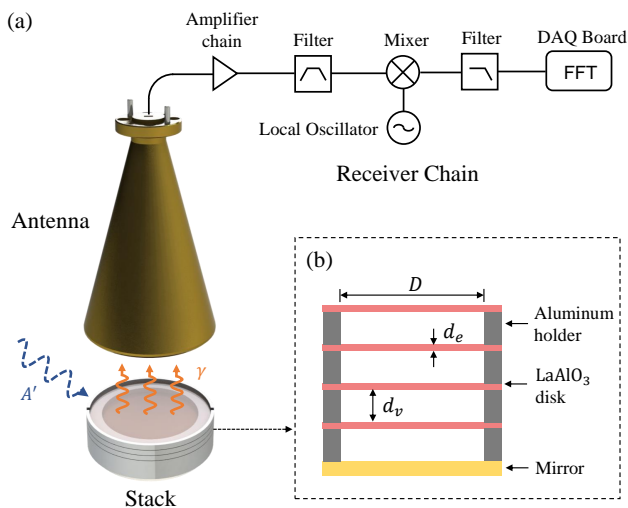 (a)
Amplifier
chain
Filter
Mixer
Filter
DAQ Board
FFT
Local Oscillator
Receiver Chain
Antenna
A′
γ
Stack
(b)
D
d_e
d_v
Aluminum
holder
LaAlO₃
disk
Mirror